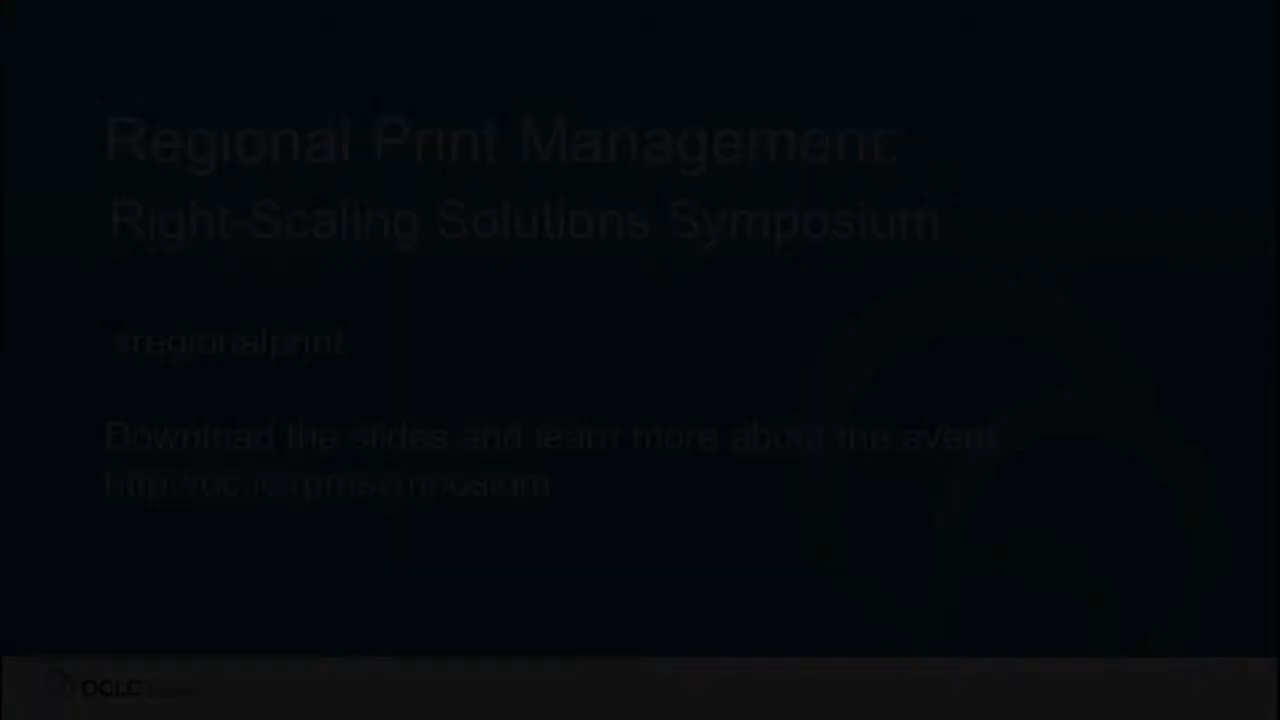 Regional Print Management:
Right-Scaling Solutions Symposium
#regionalprint
Download the slides and learn more about the event
OCLC